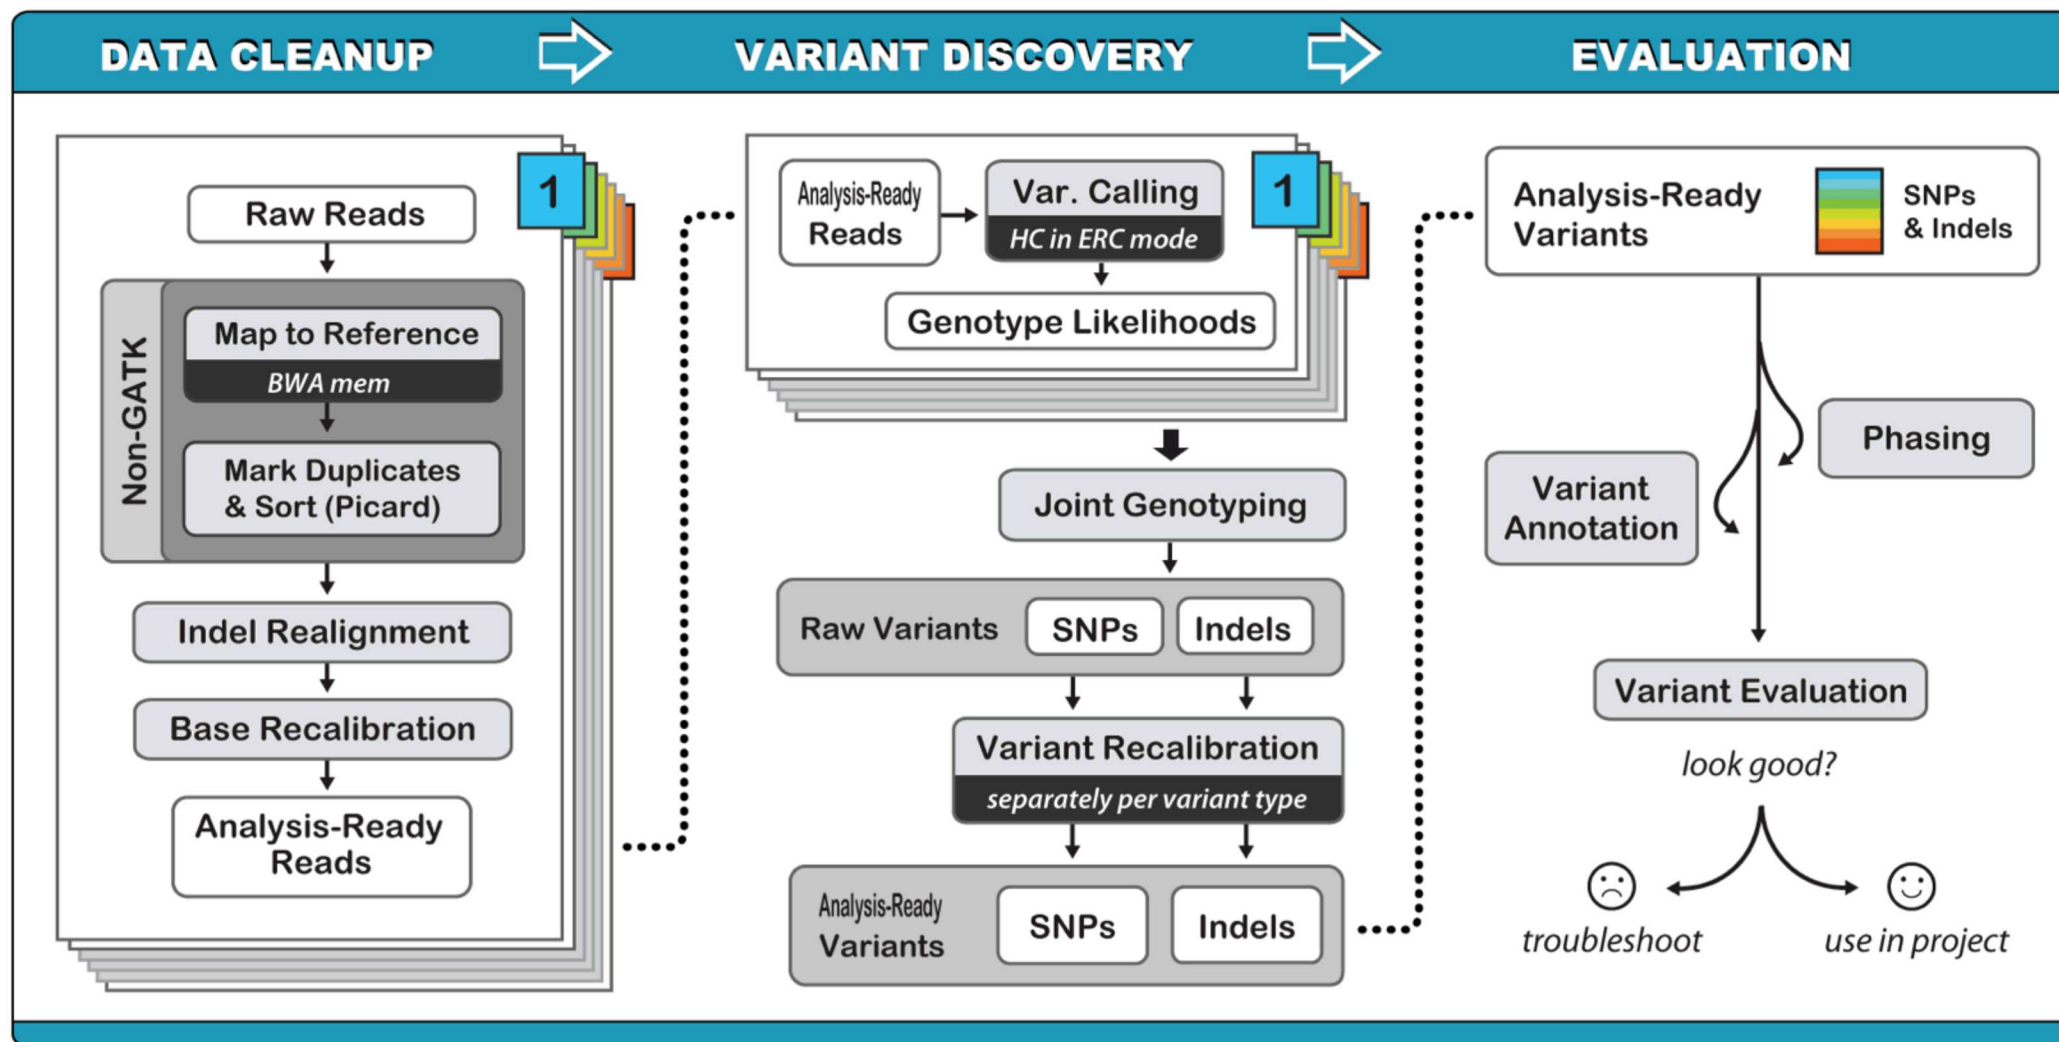 DATA CLEANUP
VARIANT DISCOVERY
EVALUATION
1
Raw Reads
Non-GATK
Map to Reference
BWA mem
Mark Duplicates
& Sort (Picard)
Indel Realignment
Base Recalibration
Analysis-Ready
Reads
1
Analysis-Ready
Reads
Var. Calling
HC in ERC mode
Genotype Likelihoods
Joint Genotyping
Raw Variants
SNPs
Indels
Variant Recalibration
separately per variant type
Analysis-Ready
Variants
SNPs
Indels
Analysis-Ready
Variants
SNPs
& Indels
Phasing
Variant
Annotation
Variant Evaluation
look good?
troubleshoot
use in project